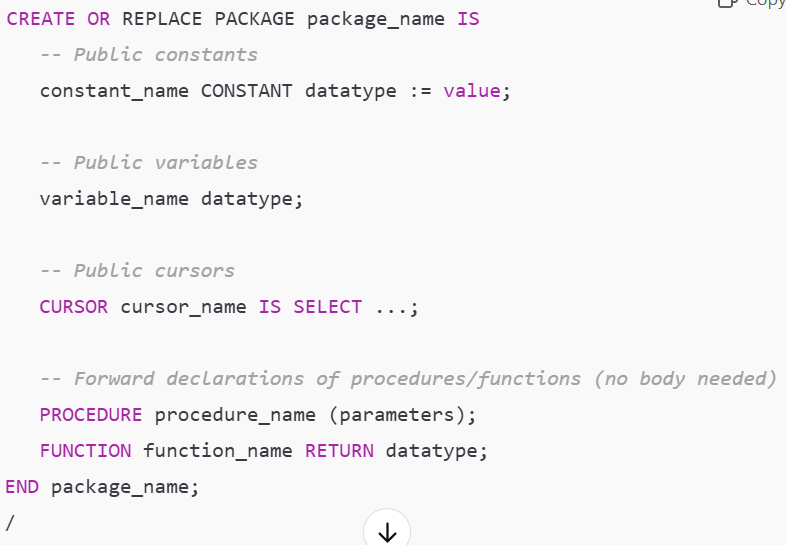 Copy
CREATE OR REPLACE PACKAGE package_name IS
-- Public constants
constant_name CONSTANT datatype := value;
-- Public variables
variable_name datatype;
-- Public cursors
CURSOR cursor_name IS SELECT ...;
-- Forward declarations of procedures/functions (no body needed)
PROCEDURE procedure_name (parameters);
FUNCTION function_name RETURN datatype;
END package_name;
/